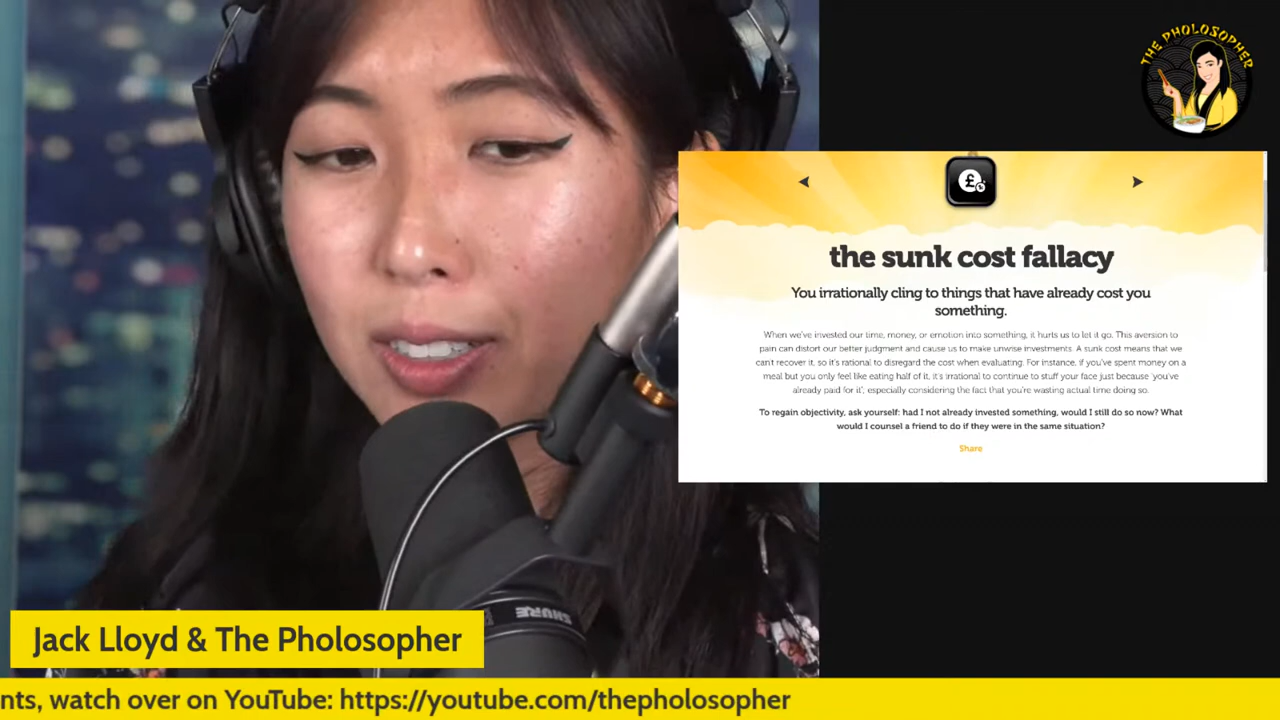 THE PHOLOSOPHER
£
the sunk cost fallacy
You irrationally cling to things that have already cost you
something.
When we've invested our time, money, or emotion into something, it hurts us to let it go. This aversion to
pain can distort our better judgment and cause us to make unwise investments. A sunk cost means that we
can't recover it, so it's rational to disregard the cost when evaluating. For instance, if you've spent money on a
meal but you only feel like eating half of it, it's irrational to continue to stuff your face just because 'you've
already paid for it'; especially considering the fact that you're wasting actual time doing so.
To regain objectivity, ask yourself: had I not already invested something, would I still do so now? What
would I counsel a friend to do if they were in the same situation?
Share
SHURE
Jack Lloyd & The Pholosopher
nts, watch over on YouTube: https://youtube.com/thepholosopher